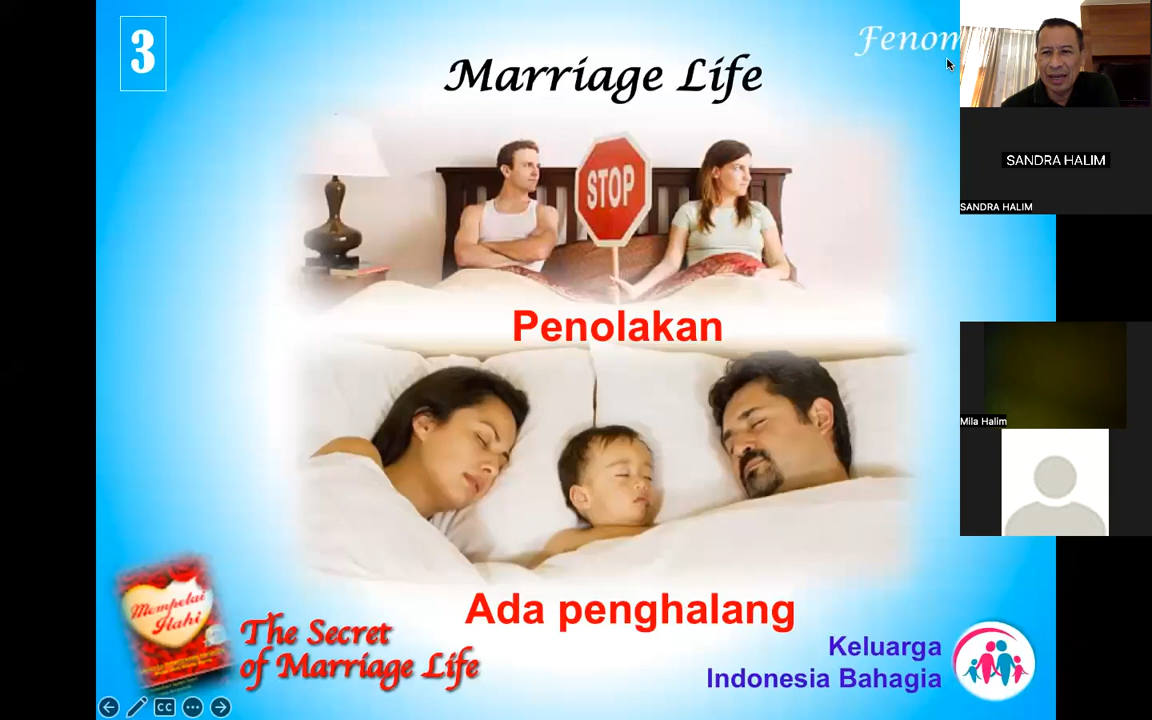 3
Fenom
Marriage Life
STOP
Penolakan
Ada penghalang
Mempelai
Ilahi
The Secret
of Marriage Life
Keluarga
Indonesia Bahagia
CC
SANDRA HALIM
SANDRA HALIM
Mila Halim